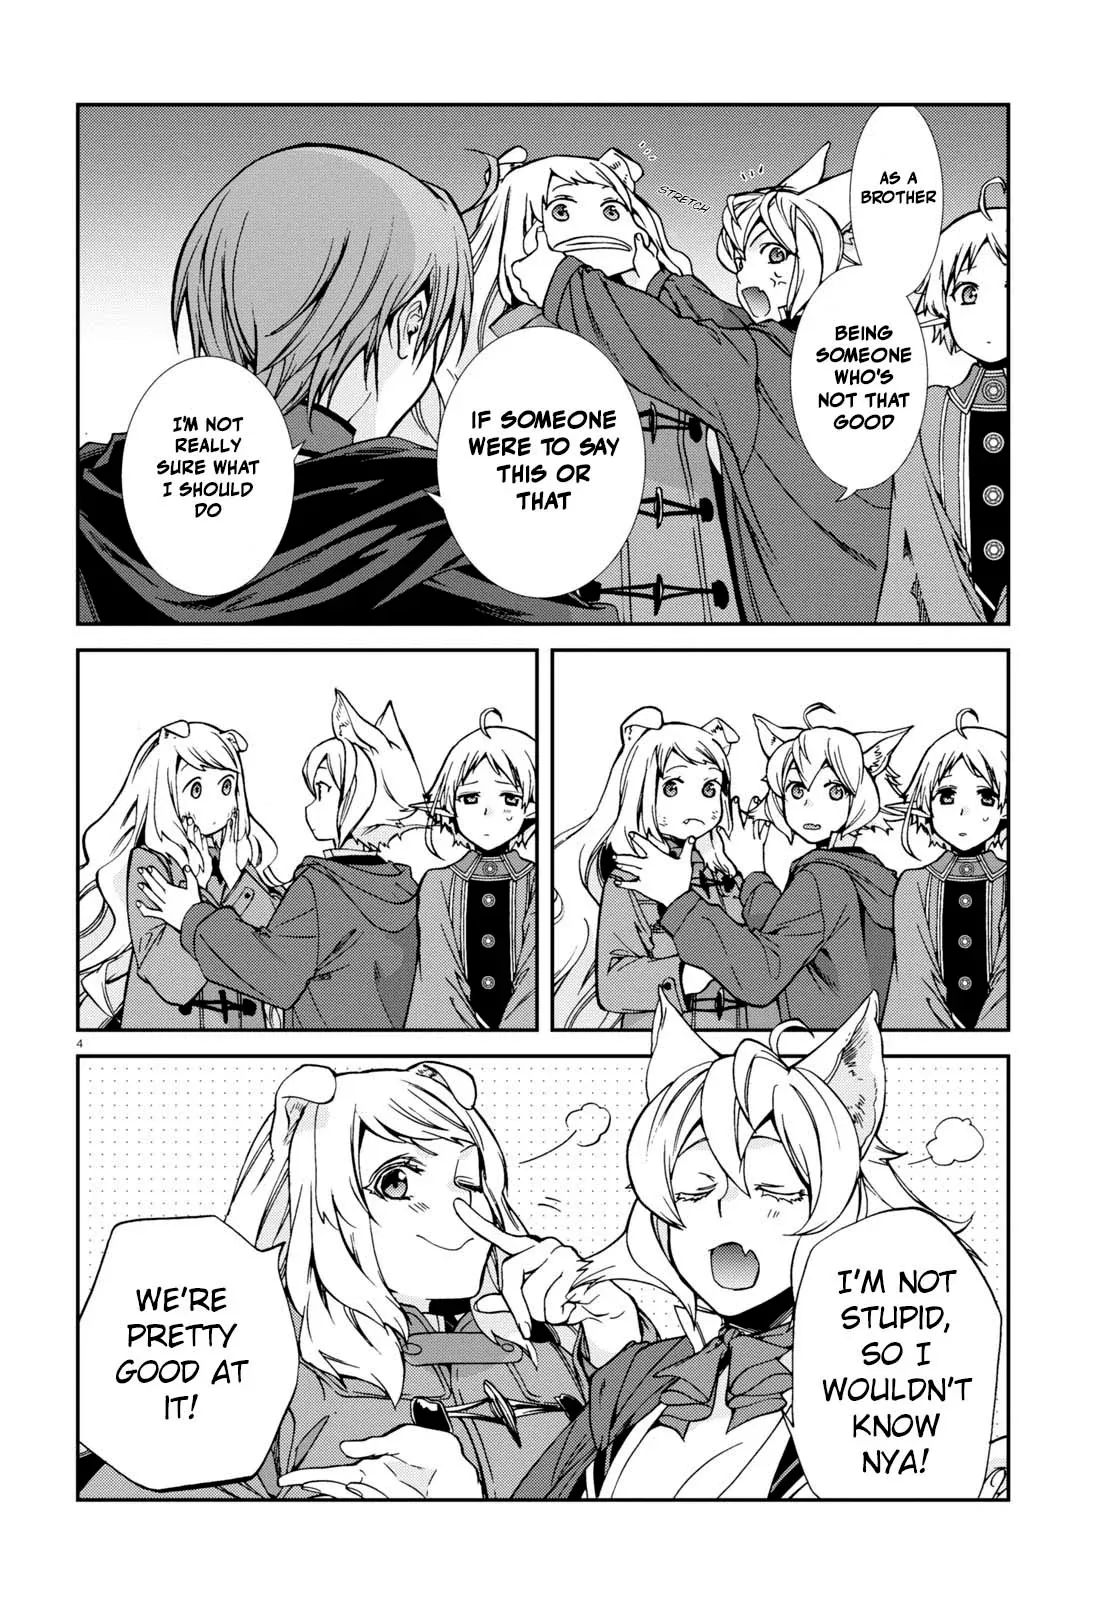 AS A
BROTHER
BEING
SOMEONE
WHO'S
NOT THAT
GOOD
STRETCH
IF SOMEONE
WERE TO SAY
THIS OR
THAT
I'M NOT
REALLY
SURE WHAT
I SHOULD
DO
4
I'M NOT
STUPID,
SO I
WOULDN'T
KNOW
NYA!
WE'RE
PRETTY
GOOD AT
IT!